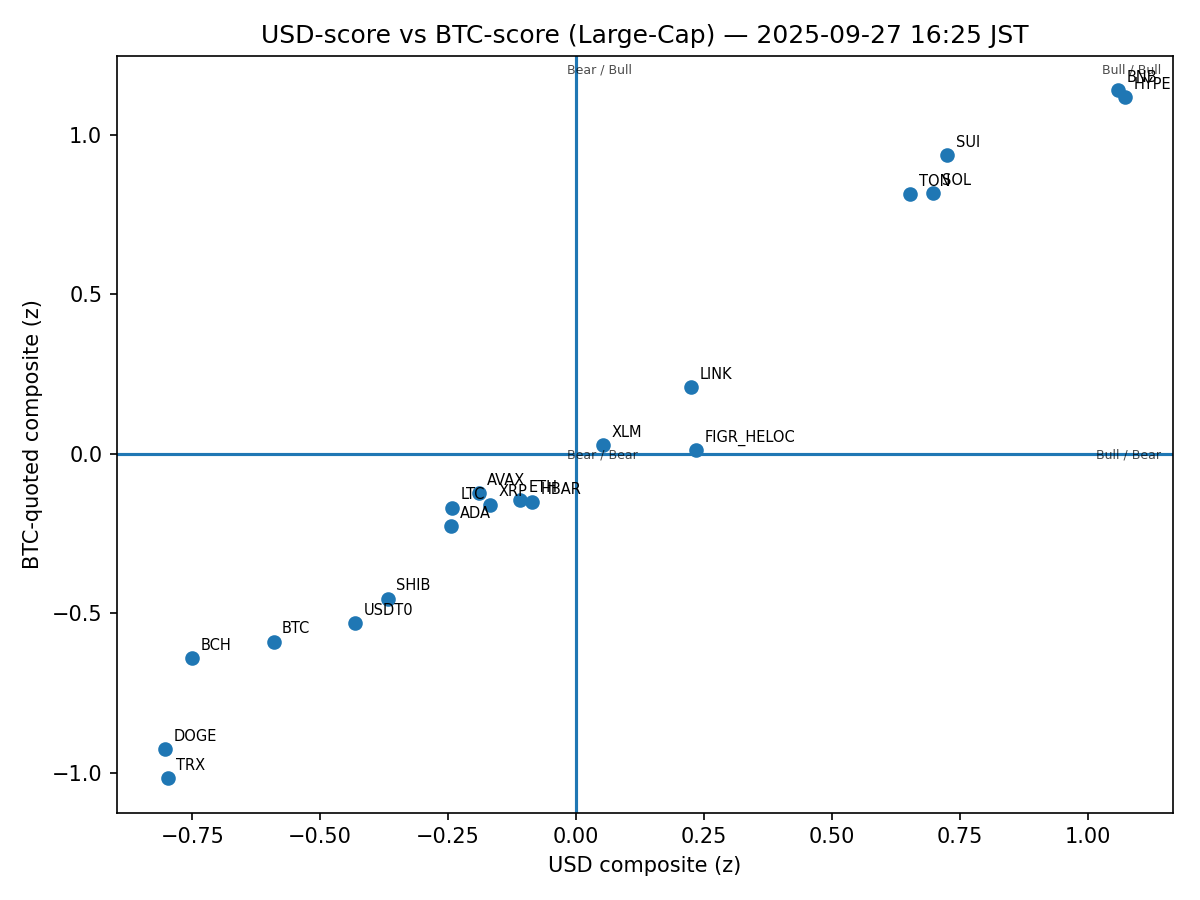 USD-score vs BTC-score (Large-Cap) — 2025-09-27 16:25 JST
Bear / Bull
Bull / Bull
BNB
HYPE
1.0
SUI
TON
SOL
0.5
LINK
XLM
FIGR_HELOC
0.0
Bear / Bear
Bull / Bear
AVAX
LTC
XRP
ETH
HBAR
ADA
SHIB
USDT0
−0.5
BTC
BCH
DOGE
TRX
−1.0
−0.75
−0.50
−0.25
0.00
0.25
0.50
0.75
1.00
USD composite (z)
BTC-quoted composite (z)